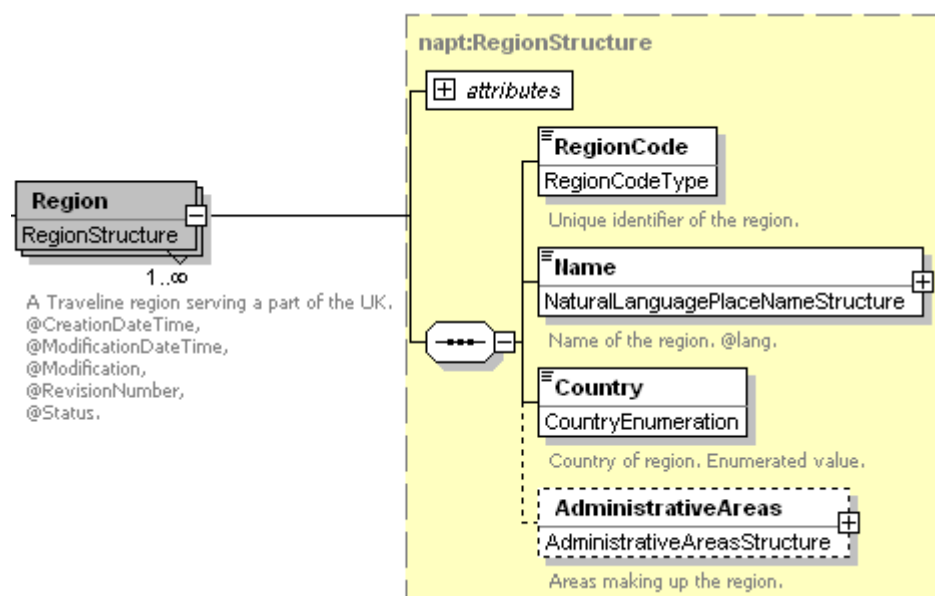 napt:RegionStructure
attributes
RegionCode
RegionCodeType
Unique identifier of the region.
Region
RegionStructure
1..∞
A Traveline region serving a part of the UK.
@CreationDateTime,
@ModificationDateTime,
@Modification,
@RevisionNumber,
@Status.
Name
NaturalLanguagePlaceNameStructure
Name of the region. @lang.
Country
CountryEnumeration
Country of region. Enumerated value.
AdministrativeAreas
AdministrativeAreasStructure
Areas making up the region.